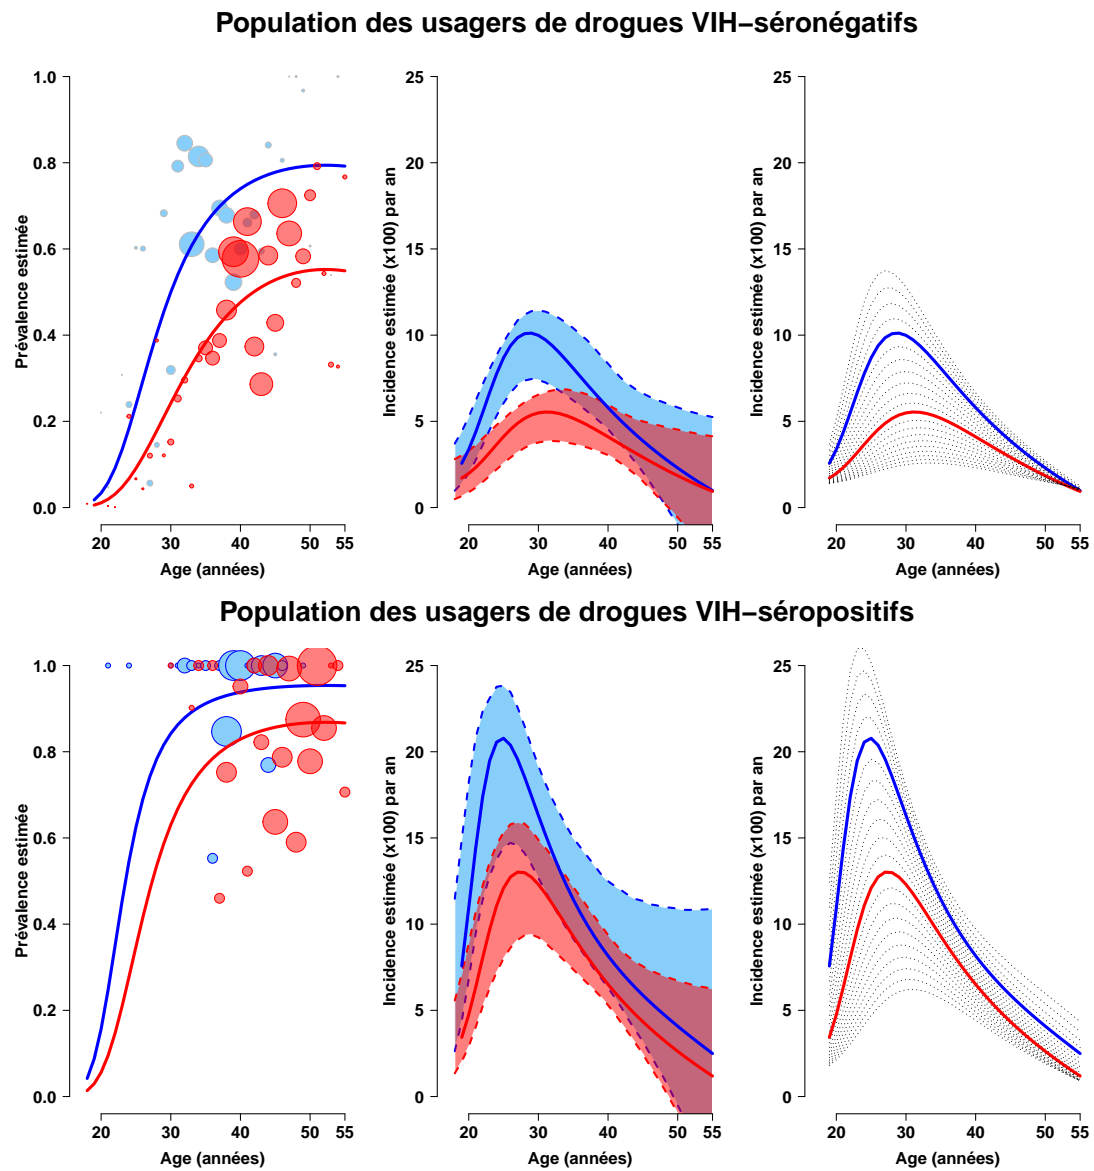 Population des usagers de drogues VIH−séronégatifs
Prévalence estimée
1.0
0.8
0.6
0.4
0.2
0.0
20 30 40 50 55
Age (années)
Incidence estimée (x100) par an
25
20
15
10
5
0
20 30 40 50 55
Age (années)
Incidence estimée (x100) par an
25
20
15
10
5
0
20 30 40 50 55
Age (années)
Population des usagers de drogues VIH−séropositifs
Prévalence estimée
1.0
0.8
0.6
0.4
0.2
0.0
20 30 40 50 55
Age (années)
Incidence estimée (x100) par an
25
20
15
10
5
0
20 30 40 50 55
Age (années)
Incidence estimée (x100) par an
25
20
15
10
5
0
20 30 40 50 55
Age (années)